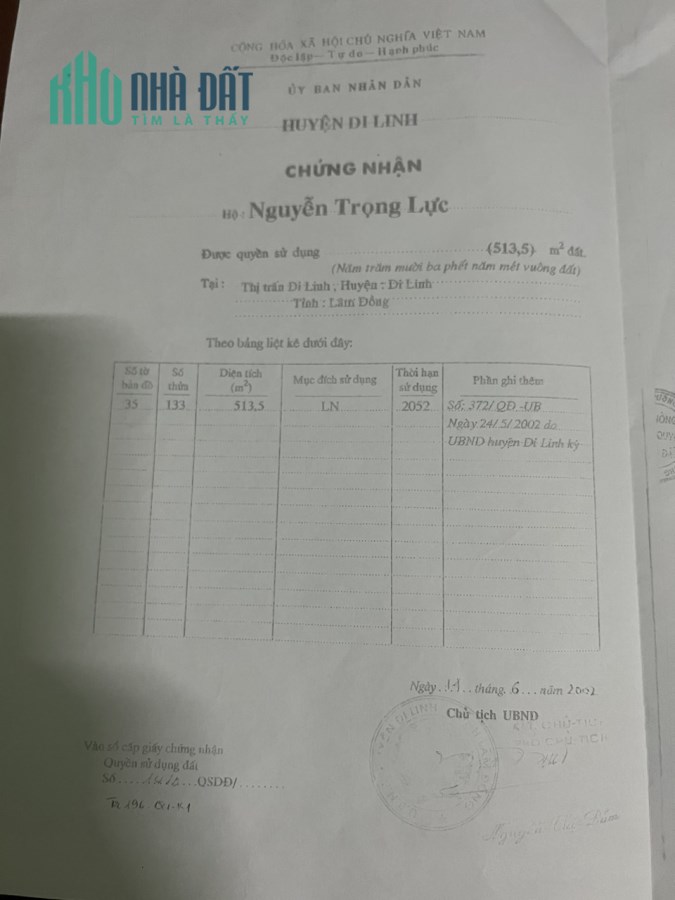 CỘNG HÒA XÃ HỘI CHỦ NGHĨA VIỆT NAM
Độc lập - Tự do - Hạnh phúc
KHO NHÀ ĐẤT
TÌM LÀ THẤY
ỦY BAN NHÂN DÂN
HUYỆN DI LINH
CHỨNG NHẬN
Hộ: Nguyễn Trọng Lực
Được quyền sử dụng (513,5) m² đất.
(Năm trăm mười ba phết năm mét vuông đất)
Tại: Thị trấn Di Linh, Huyện: Di Linh
Tỉnh: Lâm Đồng
Theo bảng liệt kê dưới đây:
Số tờ bản đồ Số thửa Diện tích (m²) Mục đích sử dụng Thời hạn sử dụng Phần ghi thêm
35 133 513,5 LN 2052 Số: 372/ QĐ -UB
Ngày 24/ 5/ 2002 do
UBND huyện Di Linh ký
Ngày tháng 6 năm 2002
Chủ tịch UBND
Vào sổ cấp giấy chứng nhận
Quyền sử dụng đất
Số QSDĐ/